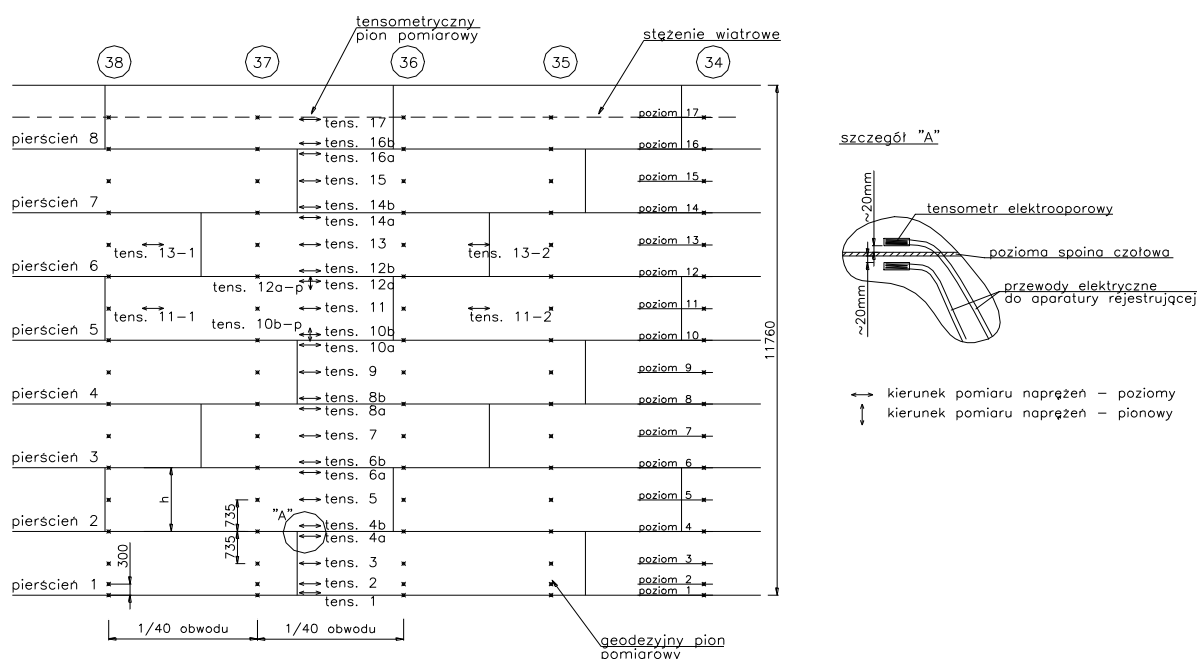 tensometryczny
pion pomiarowy
stężenie wiatrowe
38
37
36
35
34
poziom 17
tens. 17
pierścień 8
tens. 16b
poziom 16
tens. 16a
tens. 15
poziom 15
pierścień 7
tens. 14b
poziom 14
tens. 14a
tens. 13-1
tens. 13
tens. 13-2
poziom 13
pierścień 6
tens. 12b
poziom 12
tens. 12a-p
tens. 12a
tens. 11-1
tens. 11
tens. 11-2
poziom 11
pierścień 5
tens. 10b-p
tens. 10b
poziom 10
tens. 10a
tens. 9
poziom 9
pierścień 4
tens. 8b
poziom 8
tens. 8a
tens. 7
poziom 7
pierścień 3
tens. 6b
poziom 6
tens. 6a
h
tens. 5
poziom 5
735
"A"
pierścień 2
tens. 4b
poziom 4
tens. 4a
735
300
tens. 3
poziom 3
pierścień 1
tens. 2
poziom 2
poziom 1
tens. 1
1/40 obwodu
1/40 obwodu
geodezyjny pion
pomiarowy
11760
szczegół "A"
~20mm
~20mm
tensometr elektrooporowy
pozioma spoina czołowa
przewody elektryczne
do aparatury rejestrującej
kierunek pomiaru naprężeń – poziomy
kierunek pomiaru naprężeń – pionowy